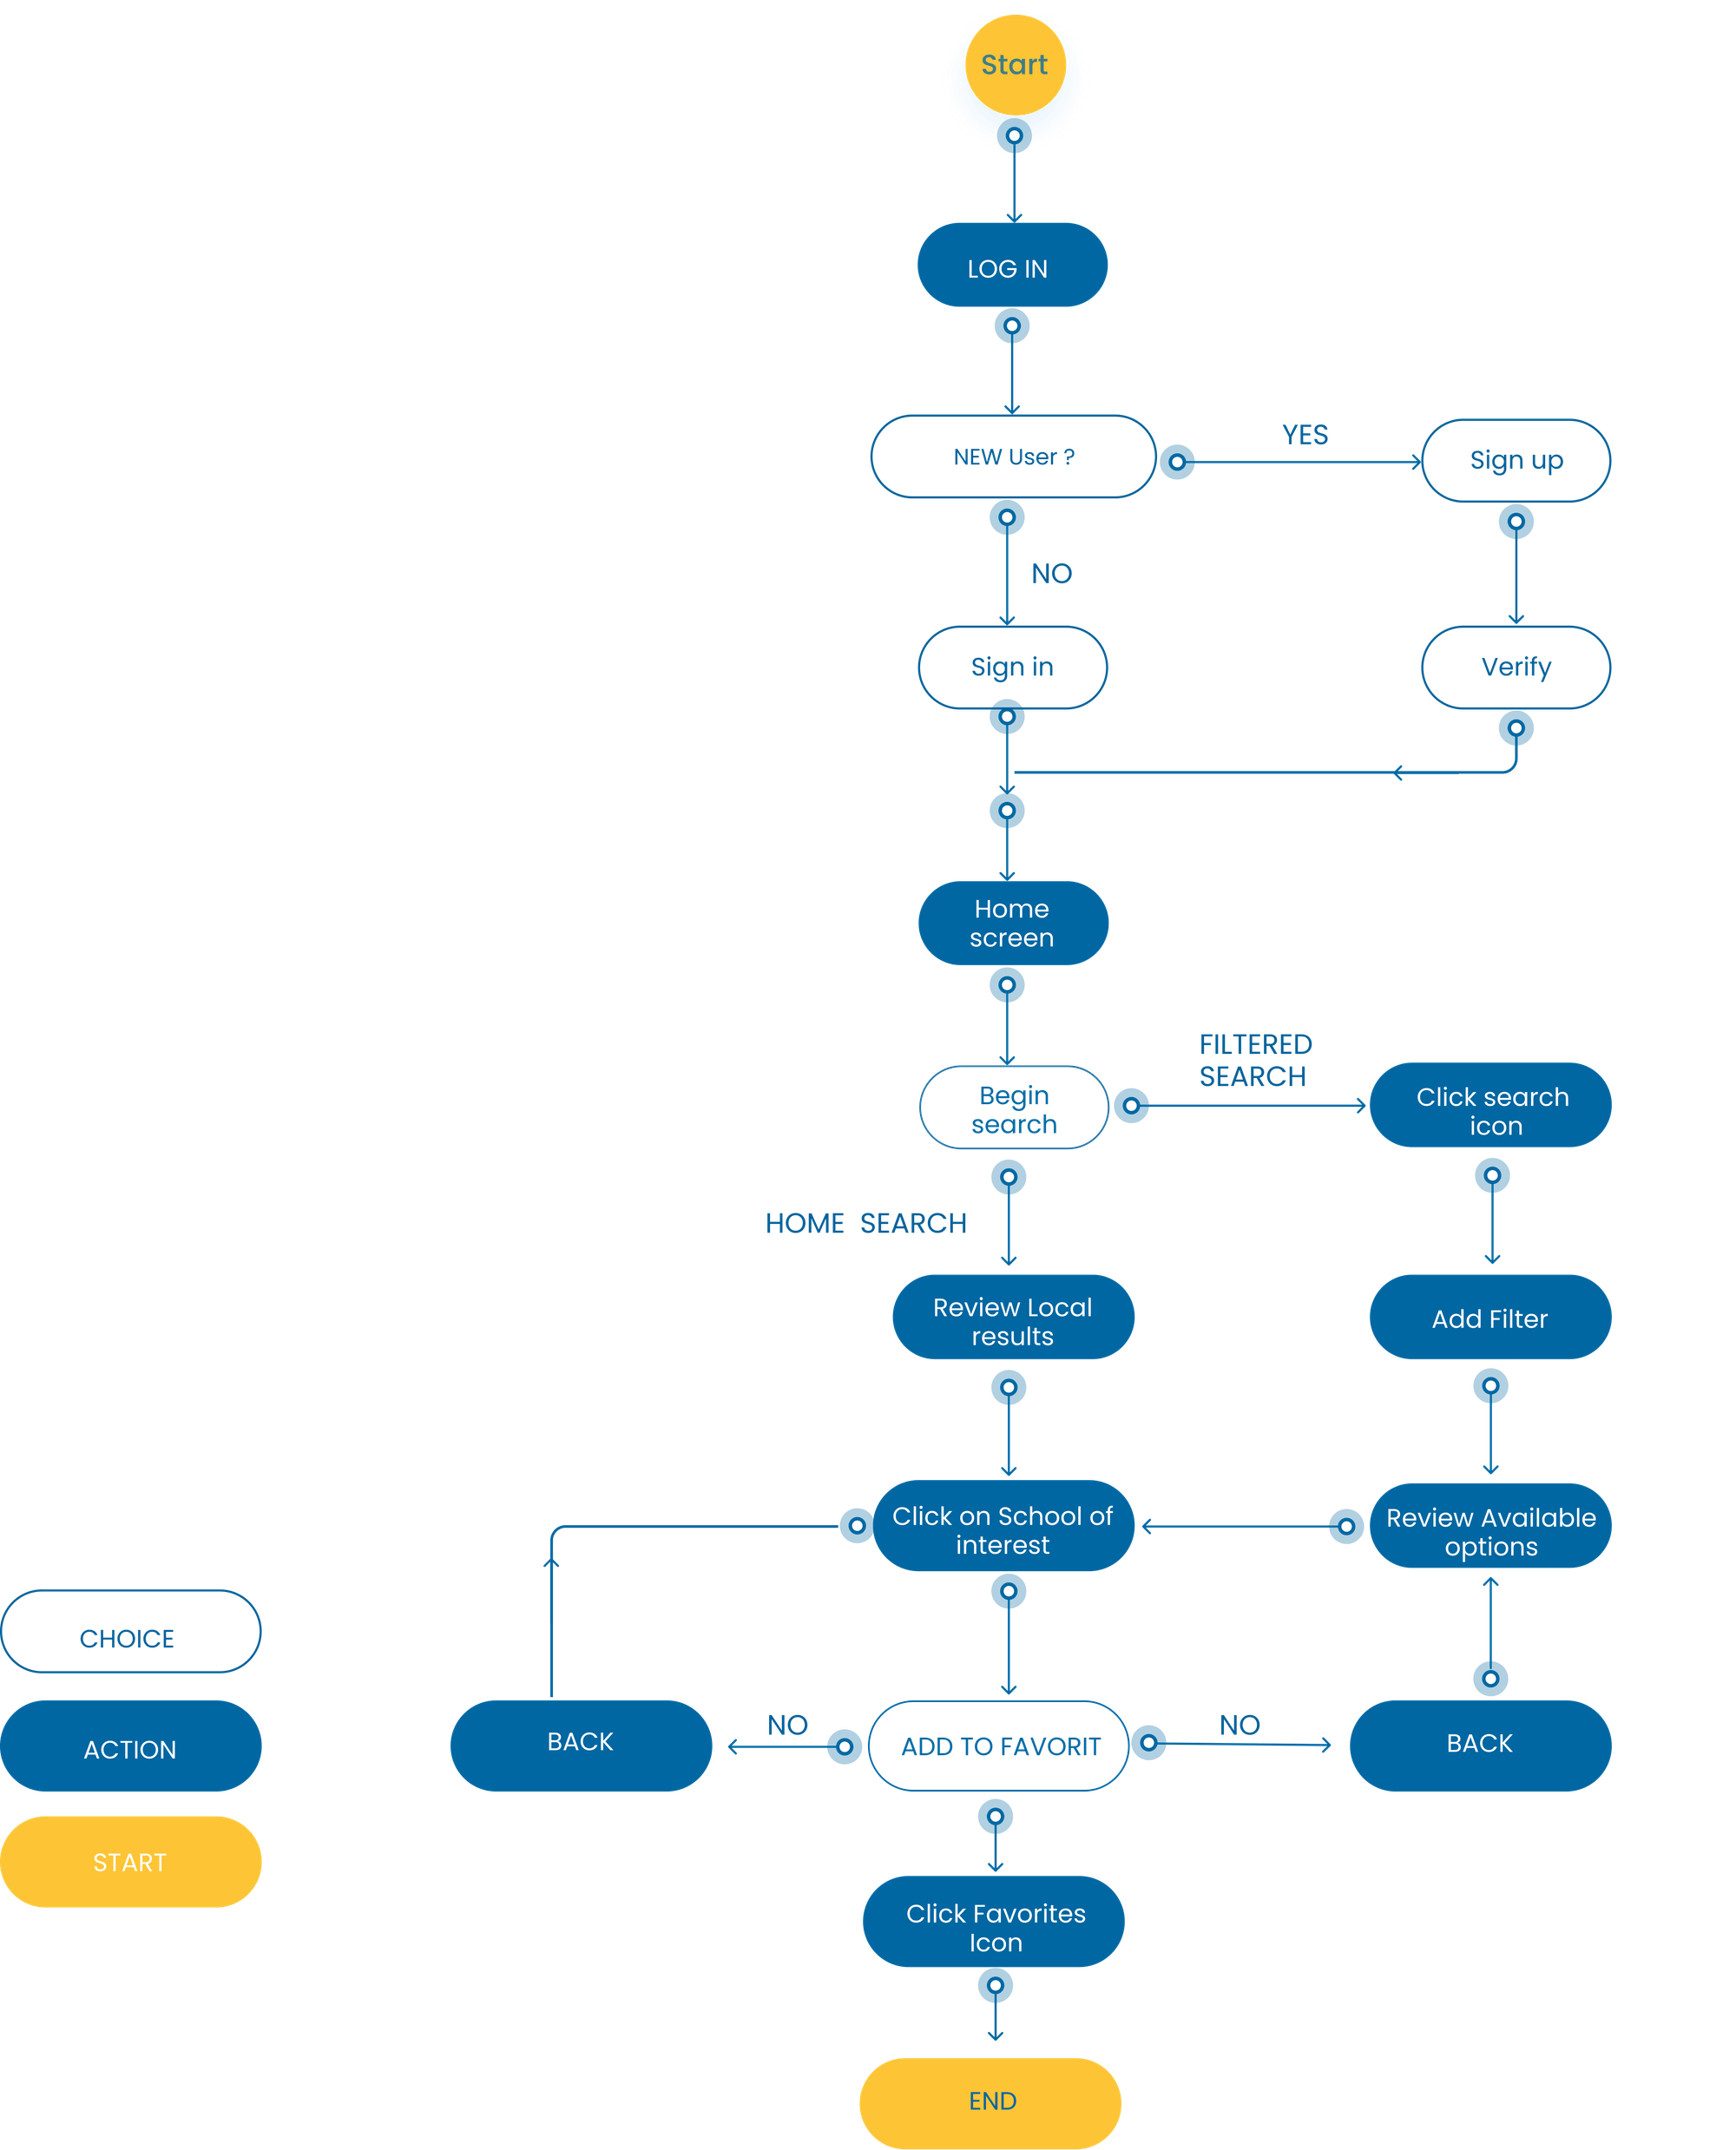 Start
LOG IN
NEW User ?
YES
Sign up
NO
Sign in
Verify
Home
screen
Begin
search
FILTERED
SEARCH
Click search
icon
HOME SEARCH
Review Local
results
Add Filter
Click on School of
interest
Review Available
options
CHOICE
ACTION
START
BACK
NO
ADD TO FAVORIT
NO
BACK
Click Favorites
Icon
END